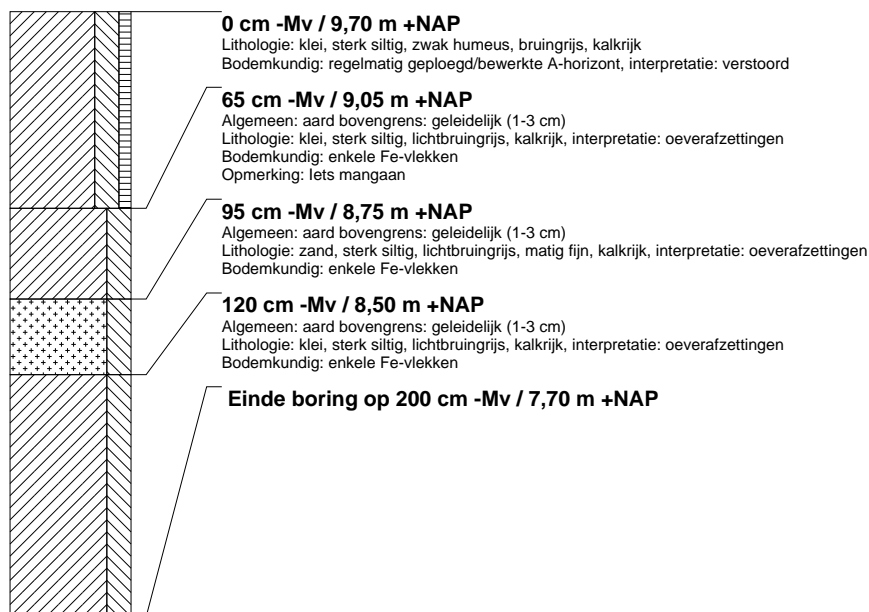 0 cm -Mv / 9,70 m +NAP
Lithologie: klei, sterk siltig, zwak humeus, bruingrijs, kalkrijk
Bodemkundig: regelmatig geploegd/bewerkte A-horizont, interpretatie: verstoord
65 cm -Mv / 9,05 m +NAP
Algemeen: aard bovengrens: geleidelijk (1-3 cm)
Lithologie: klei, sterk siltig, lichtbruingrijs, kalkrijk, interpretatie: oeverafzettingen
Bodemkundig: enkele Fe-vlekken
Opmerking: Iets mangaan
95 cm -Mv / 8,75 m +NAP
Algemeen: aard bovengrens: geleidelijk (1-3 cm)
Lithologie: zand, sterk siltig, lichtbruingrijs, matig fijn, kalkrijk, interpretatie: oeverafzettingen
Bodemkundig: enkele Fe-vlekken
120 cm -Mv / 8,50 m +NAP
Algemeen: aard bovengrens: geleidelijk (1-3 cm)
Lithologie: klei, sterk siltig, lichtbruingrijs, kalkrijk, interpretatie: oeverafzettingen
Bodemkundig: enkele Fe-vlekken
Einde boring op 200 cm -Mv / 7,70 m +NAP